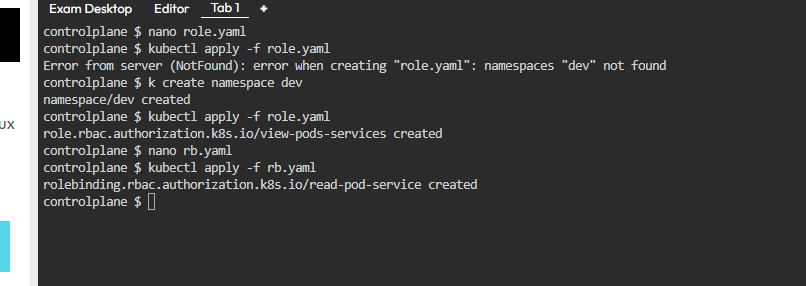 Exam Desktop Editor Tab 1 +
controlplane $ nano role.yaml
controlplane $ kubectl apply -f role.yaml
Error from server (NotFound): error when creating "role.yaml": namespaces "dev" not found
controlplane $ k create namespace dev
namespace/dev created
controlplane $ kubectl apply -f role.yaml
role.rbac.authorization.k8s.io/view-pods-services created
controlplane $ nano rb.yaml
controlplane $ kubectl apply -f rb.yaml
rolebinding.rbac.authorization.k8s.io/read-pod-service created
controlplane $
ux